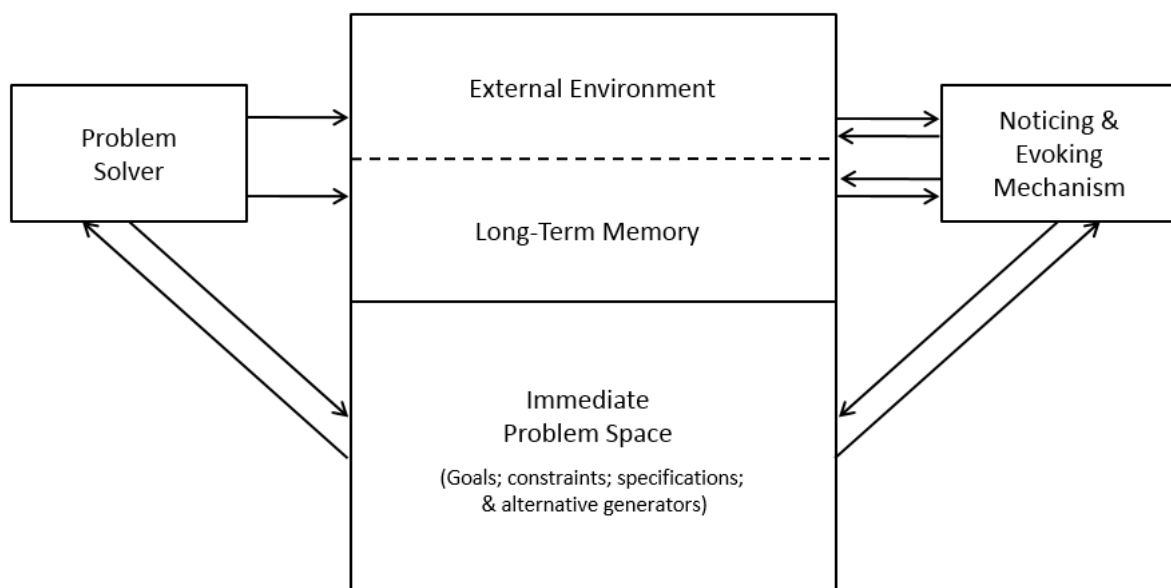 Problem
Solver
External Environment
Long-Term Memory
Immediate
Problem Space
(Goals; constraints; specifications;
& alternative generators)
Noticing &
Evoking
Mechanism